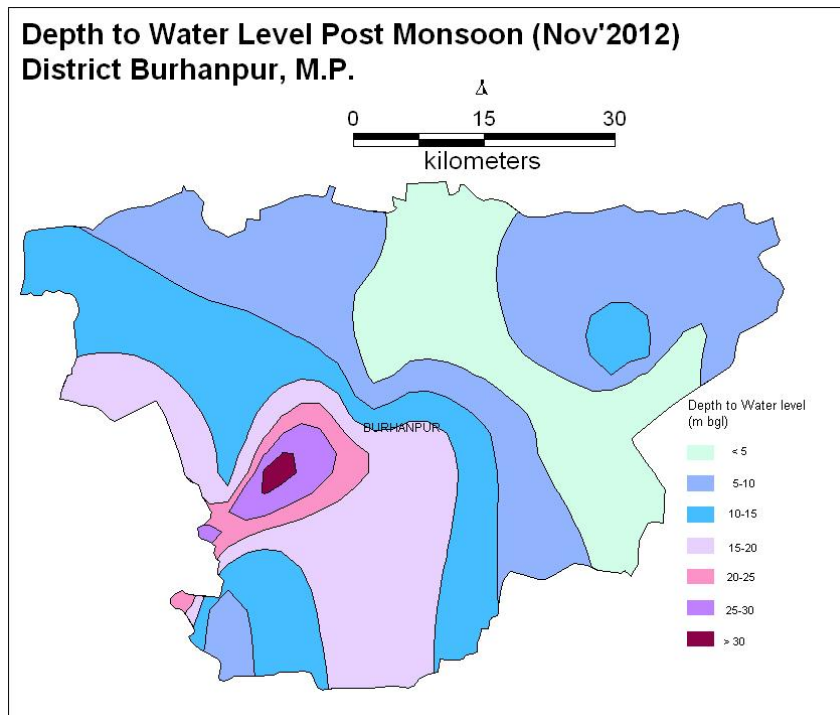 Depth to Water Level Post Monsoon (Nov'2012)
District Burhanpur, M.P.
0 15 30
kilometers
BURHANPUR
Depth to Water level
(m bgl)
< 5
5-10
10-15
15-20
20-25
25-30
> 30